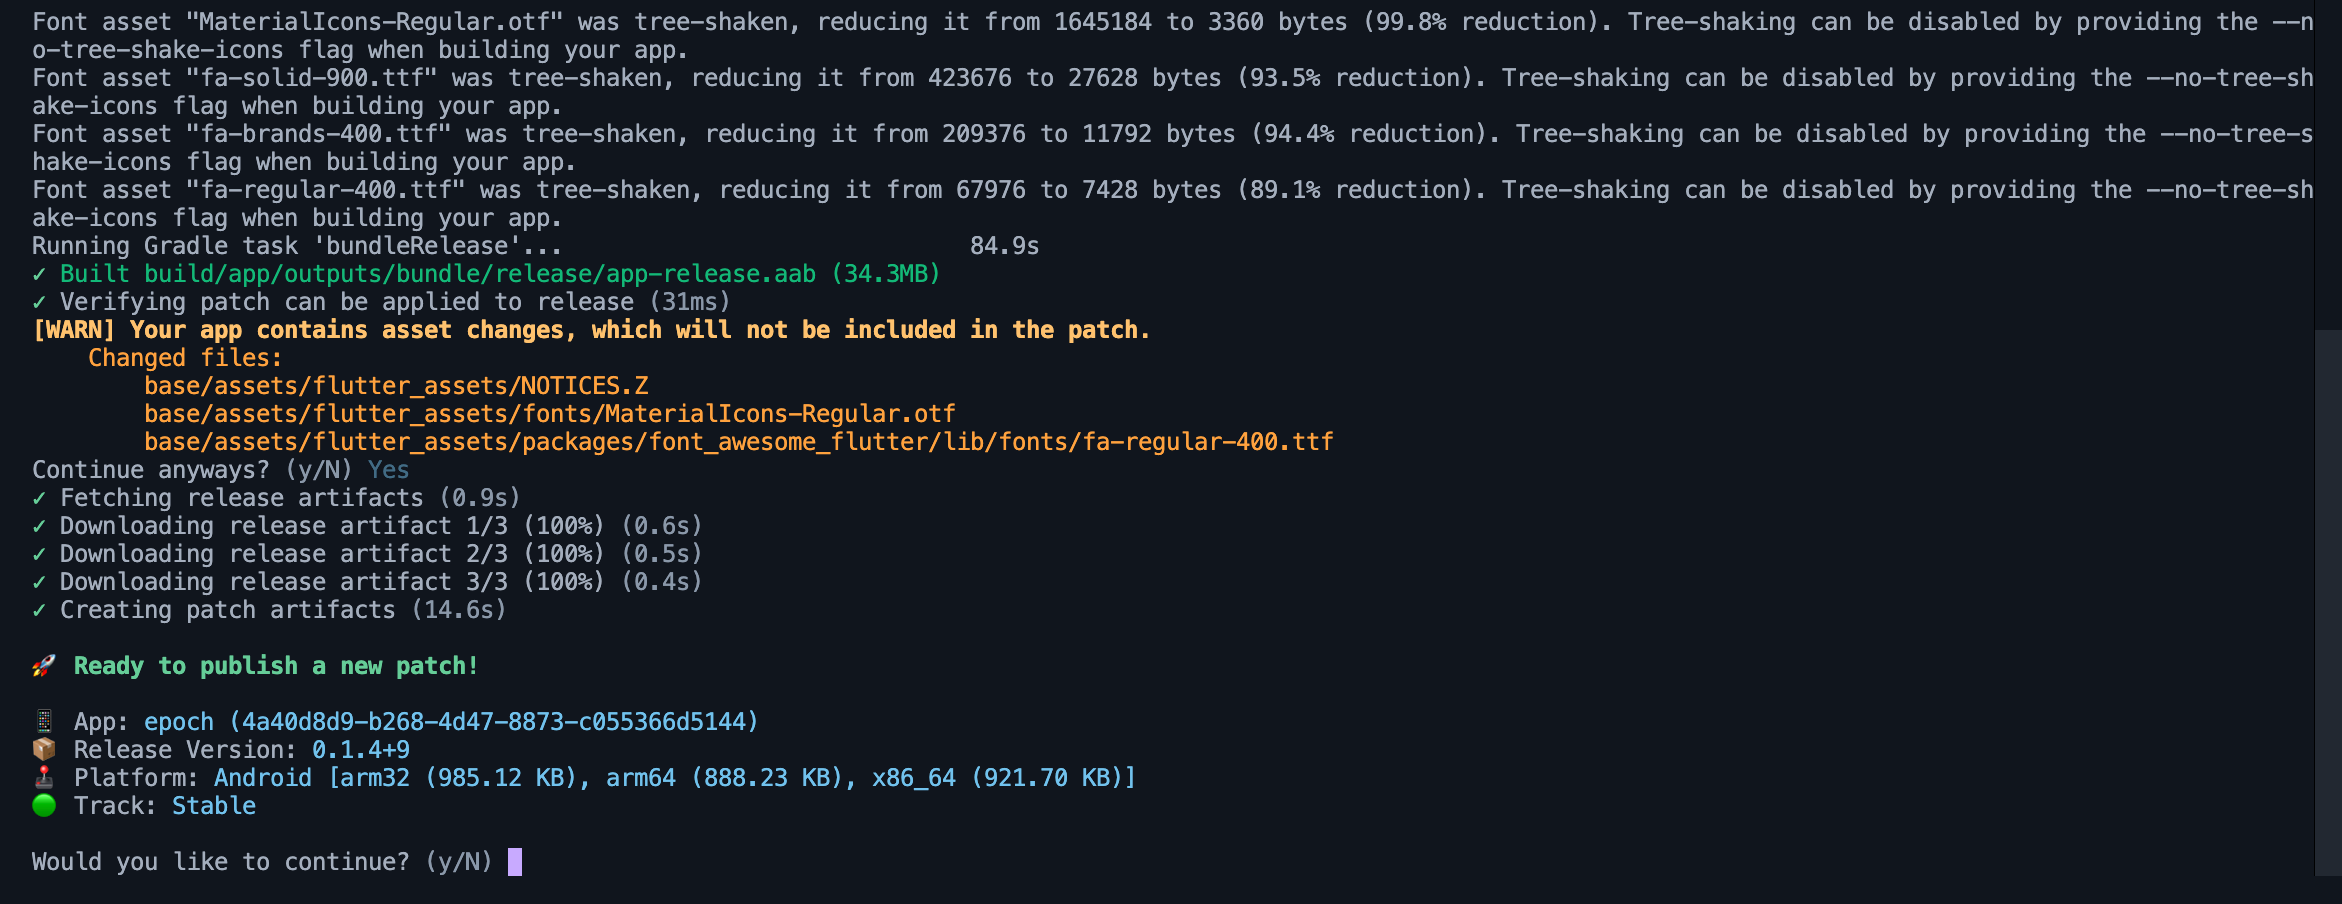 Font asset "MaterialIcons-Regular.otf" was tree-shaken, reducing it from 1645184 to 3360 bytes (99.8% reduction). Tree-shaking can be disabled by providing the --n
o-tree-shake-icons flag when building your app.
Font asset "fa-solid-900.ttf" was tree-shaken, reducing it from 423676 to 27628 bytes (93.5% reduction). Tree-shaking can be disabled by providing the --no-tree-sh
ake-icons flag when building your app.
Font asset "fa-brands-400.ttf" was tree-shaken, reducing it from 209376 to 11792 bytes (94.4% reduction). Tree-shaking can be disabled by providing the --no-tree-s
hake-icons flag when building your app.
Font asset "fa-regular-400.ttf" was tree-shaken, reducing it from 67976 to 7428 bytes (89.1% reduction). Tree-shaking can be disabled by providing the --no-tree-sh
ake-icons flag when building your app.
Running Gradle task 'bundleRelease'... 84.9s
✓ Built build/app/outputs/bundle/release/app-release.aab (34.3MB)
✓ Verifying patch can be applied to release (31ms)
[WARN] Your app contains asset changes, which will not be included in the patch.
Changed files:
base/assets/flutter_assets/NOTICES.Z
base/assets/flutter_assets/fonts/MaterialIcons-Regular.otf
base/assets/flutter_assets/packages/font_awesome_flutter/lib/fonts/fa-regular-400.ttf
Continue anyways? (y/N) Yes
✓ Fetching release artifacts (0.9s)
✓ Downloading release artifact 1/3 (100%) (0.6s)
✓ Downloading release artifact 2/3 (100%) (0.5s)
✓ Downloading release artifact 3/3 (100%) (0.4s)
✓ Creating patch artifacts (14.6s)
🚀 Ready to publish a new patch!
📱 App: epoch (4a40d8d9-b268-4d47-8873-c055366d5144)
📦 Release Version: 0.1.4+9
🕹️ Platform: Android [arm32 (985.12 KB), arm64 (888.23 KB), x86_64 (921.70 KB)]
🟢 Track: Stable
Would you like to continue? (y/N)